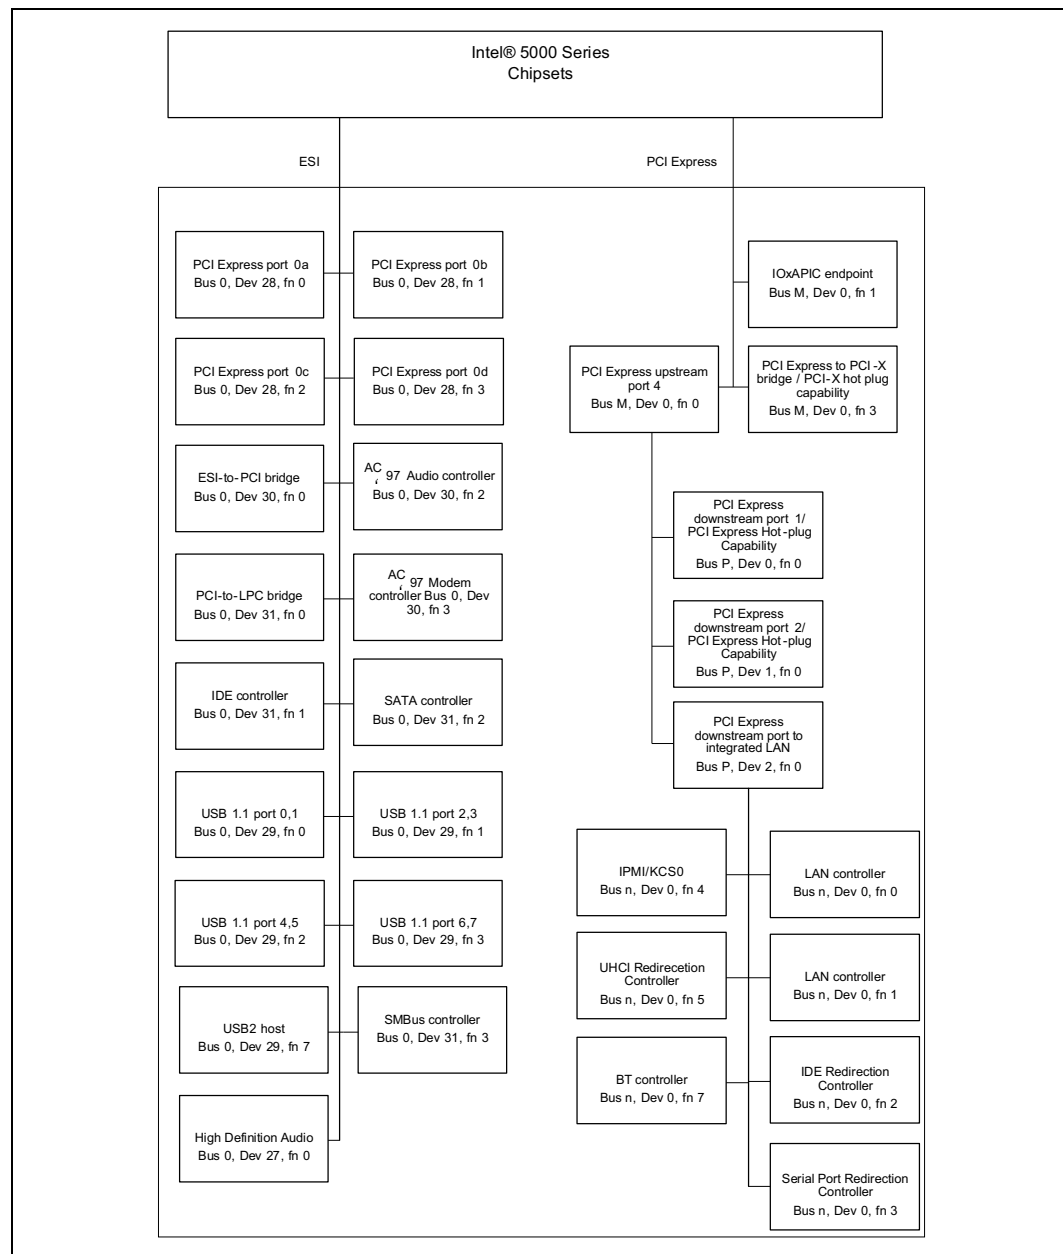 Intel® 5000 Series
Chipsets
ESI
PCI Express
PCI Express port 0a
Bus 0, Dev 28, fn 0
PCI Express port 0b
Bus 0, Dev 28, fn 1
PCI Express port 0c
Bus 0, Dev 28, fn 2
PCI Express port 0d
Bus 0, Dev 28, fn 3
ESI-to-PCI bridge
Bus 0, Dev 30, fn 0
AC ‘ 97 Audio controller
Bus 0, Dev 30, fn 2
PCI-to-LPC bridge
Bus 0, Dev 31, fn 0
AC ‘ 97 Modem
controller Bus 0, Dev
30, fn 3
IDE controller
Bus 0, Dev 31, fn 1
SATA controller
Bus 0, Dev 31, fn 2
USB 1.1 port 0,1
Bus 0, Dev 29, fn 0
USB 1.1 port 2,3
Bus 0, Dev 29, fn 1
USB 1.1 port 4,5
Bus 0, Dev 29, fn 2
USB 1.1 port 6,7
Bus 0, Dev 29, fn 3
USB2 host
Bus 0, Dev 29, fn 7
SMBus controller
Bus 0, Dev 31, fn 3
High Definition Audio
Bus 0, Dev 27, fn 0
IOxAPIC endpoint
Bus M, Dev 0, fn 1
PCI Express upstream
port 4
Bus M, Dev 0, fn 0
PCI Express to PCI-X
bridge / PCI-X hot plug
capability
Bus M, Dev 0, fn 3
PCI Express
downstream port 1/
PCI Express Hot-plug
Capability
Bus P, Dev 0, fn 0
PCI Express
downstream port 2/
PCI Express Hot-plug
Capability
Bus P, Dev 1, fn 0
PCI Express
downstream port to
integrated LAN
Bus P, Dev 2, fn 0
IPMI/KCS0
Bus n, Dev 0, fn 4
LAN controller
Bus n, Dev 0, fn 0
UHCI Redirecetion
Controller
Bus n, Dev 0, fn 5
LAN controller
Bus n, Dev 0, fn 1
BT controller
Bus n, Dev 0, fn 7
IDE Redirection
Controller
Bus n, Dev 0, fn 2
Serial Port Redirection
Controller
Bus n, Dev 0, fn 3